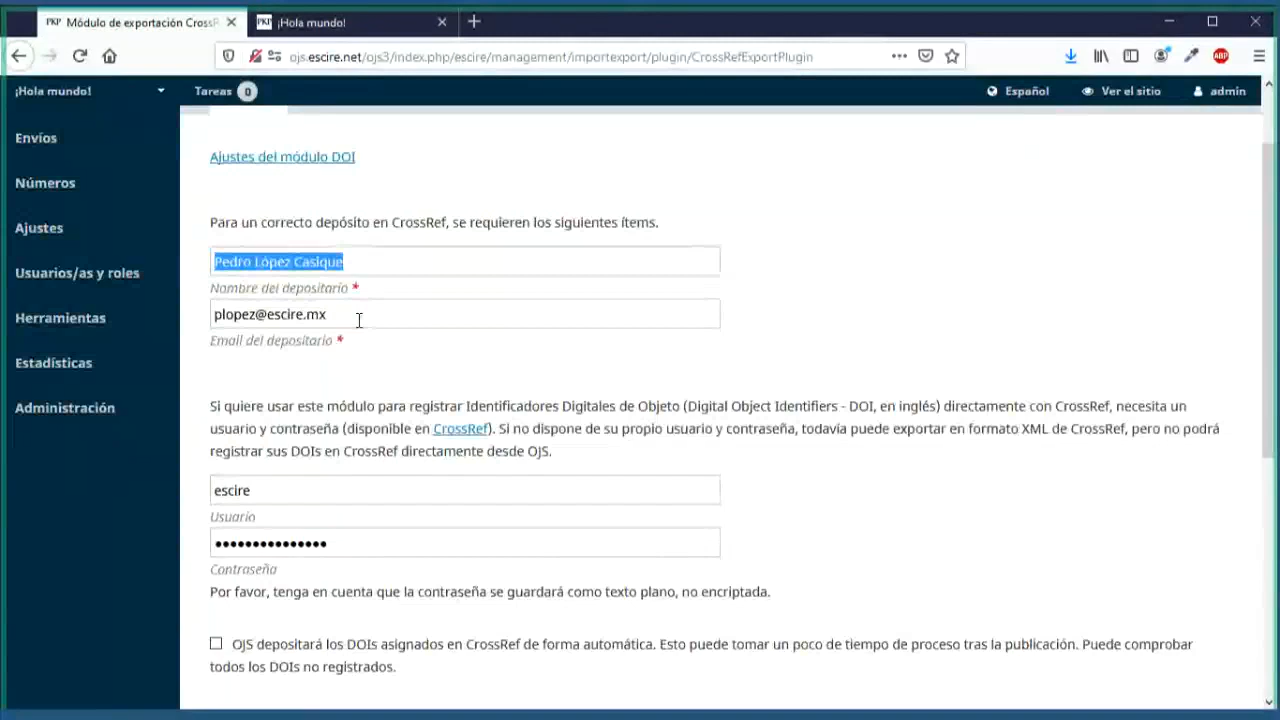 Módulo de exportación CrossR
¡Hola mundo!
ojs.escire.net/ojs3/index.php/escire/management/importexport/plugin/CrossRefExportPlugin
¡Hola mundo!
Tareas 0
Español
Ver el sitio
admin
Envíos
Números
Ajustes
Usuarios/as y roles
Herramientas
Estadísticas
Administración
Ajustes del módulo DOI
Para un correcto depósito en CrossRef, se requieren los siguientes ítems.
Pedro López Casique
Nombre del depositario *
plopez@escire.mx
Email del depositario *
Si quiere usar este módulo para registrar Identificadores Digitales de Objeto (Digital Object Identifiers - DOI, en inglés) directamente con CrossRef, necesita un
usuario y contraseña (disponible en CrossRef). Si no dispone de su propio usuario y contraseña, todavía puede exportar en formato XML de CrossRef, pero no podrá
registrar sus DOIs en CrossRef directamente desde OJS.
escire
Usuario
•••••••••••••••
Contraseña
Por favor, tenga en cuenta que la contraseña se guardará como texto plano, no encriptada.
OJS depositará los DOIs asignados en CrossRef de forma automática. Esto puede tomar un poco de tiempo de proceso tras la publicación. Puede comprobar
todos los DOIs no registrados.